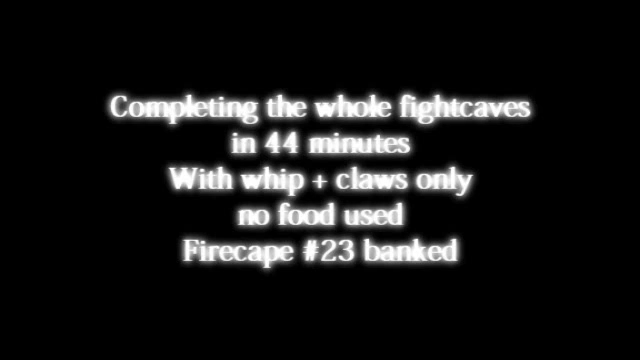 Completing the whole fightcaves
in 44 minutes
With whip + claws only
no food used
Firecape #23 banked